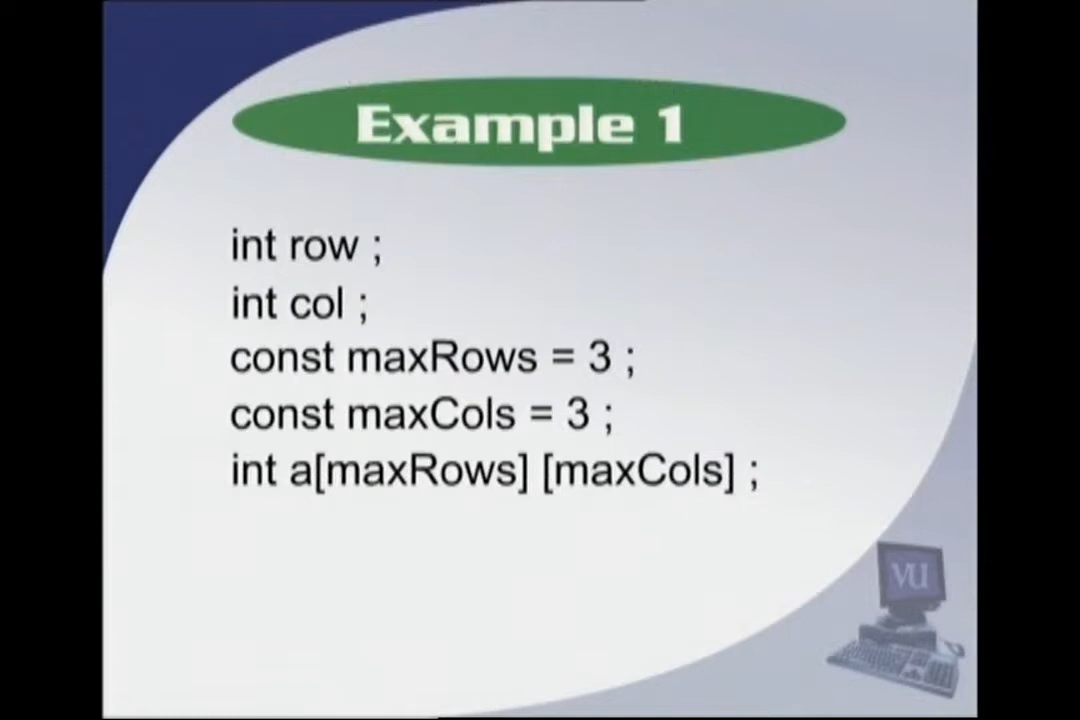 Example 1
int row ;
int col ;
const maxRows = 3 ;
const maxCols = 3 ;
int a[maxRows] [maxCols] ;
VU